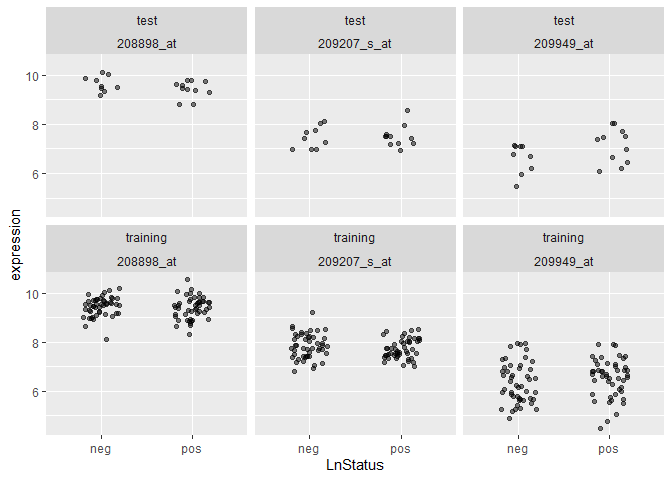 test test test
208898_at 209207_s_at 209949_at
10
8
6
training training training
208898_at 209207_s_at 209949_at
10
8
6
expression
neg pos neg pos neg pos
LnStatus